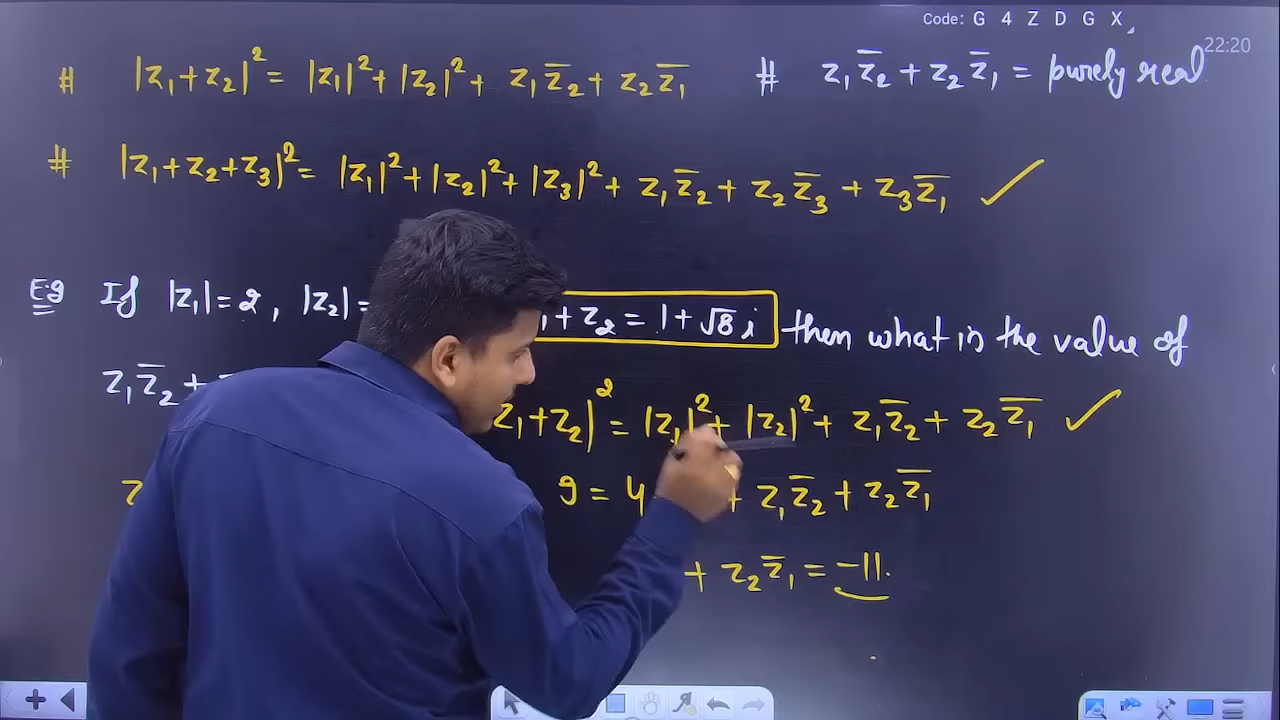 Code: G 4 Z D G X
22:20
# |z₁+z₂|² = |z₁|² + |z₂|² + z₁z̅₂ + z₂z̅₁
# z₁z̅₂ + z₂z̅₁ = purely real
# |z₁+z₂+z₃|² = |z₁|² + |z₂|² + |z₃|² + z₁z̅₂ + z₂z̅₃ + z₃z̅₁ ✓
E.g If |z₁| = 2, |z₂| = ₁ + z₂ = 1 + √8 i then what is the value of
z₁z̅₂ +
z₁+z₂|² = |z₁|² + |z₂|² + z₁z̅₂ + z₂z̅₁ ✓
9 = 4 + z₁z̅₂ + z₂z̅₁
+ z₂z̅₁ = -11.